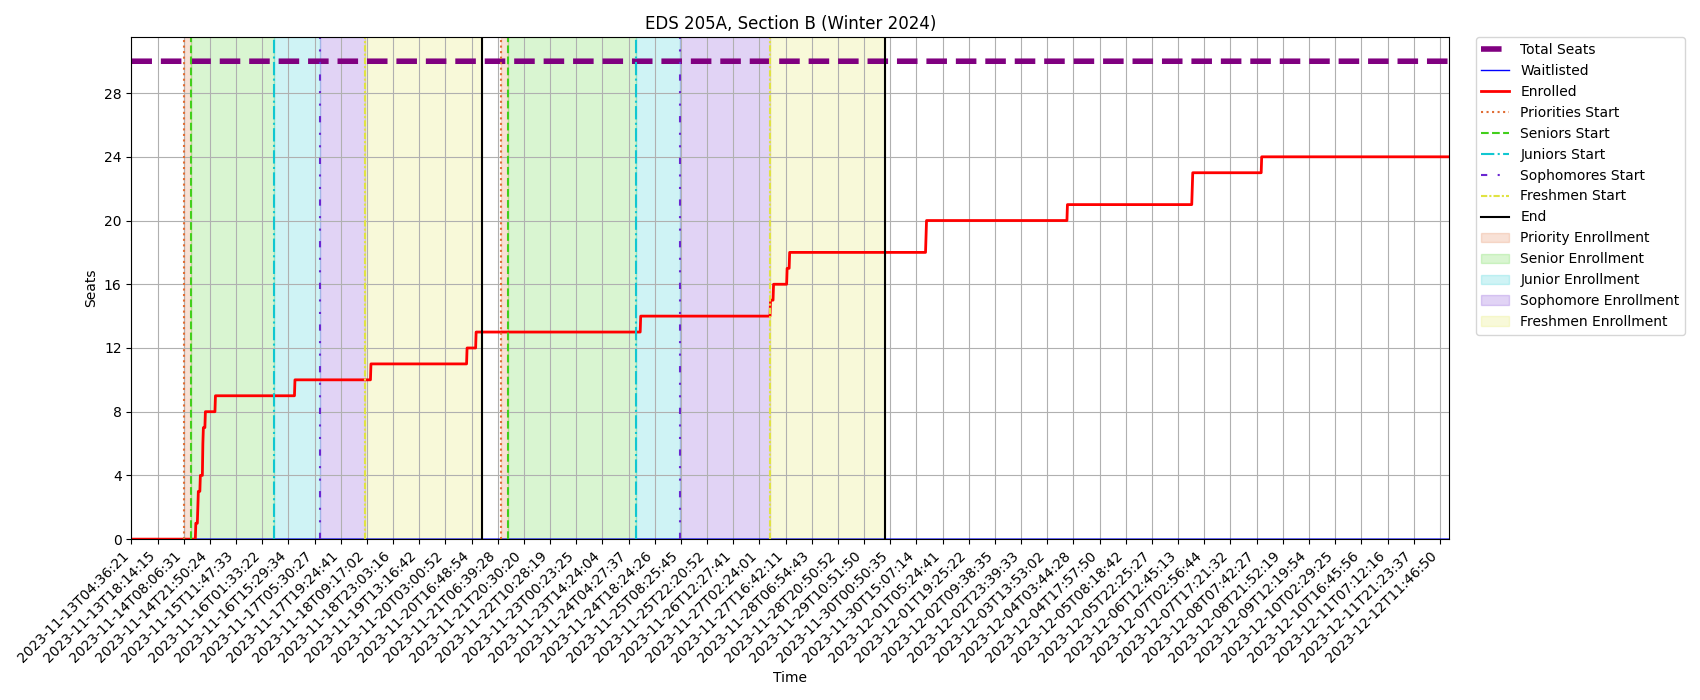 EDS 205A, Section B (Winter 2024)
Total Seats
Waitlisted
Enrolled
Priorities Start
Seniors Start
Juniors Start
Sophomores Start
Freshmen Start
End
Priority Enrollment
Senior Enrollment
Junior Enrollment
Sophomore Enrollment
Freshmen Enrollment
Seats
28
24
20
16
12
8
4
0
2023-11-13T04:36:21
2023-11-13T18:14:15
2023-11-14T08:06:31
2023-11-14T21:50:24
2023-11-15T11:47:33
2023-11-16T01:33:22
2023-11-16T15:29:34
2023-11-17T05:30:27
2023-11-17T19:24:41
2023-11-18T09:17:02
2023-11-18T23:03:16
2023-11-19T13:16:42
2023-11-20T03:00:52
2023-11-20T16:48:54
2023-11-21T06:39:28
2023-11-21T20:30:20
2023-11-22T10:28:19
2023-11-23T00:23:25
2023-11-23T14:24:04
2023-11-24T04:27:37
2023-11-24T18:24:26
2023-11-25T08:25:45
2023-11-25T22:20:52
2023-11-26T12:27:41
2023-11-27T02:24:01
2023-11-27T16:42:11
2023-11-28T06:54:43
2023-11-28T20:50:52
2023-11-29T10:51:50
2023-11-30T00:50:35
2023-11-30T15:07:14
2023-12-01T05:24:41
2023-12-01T19:25:22
2023-12-02T09:38:35
2023-12-02T23:39:33
2023-12-03T13:53:02
2023-12-04T03:44:28
2023-12-04T17:57:50
2023-12-05T08:18:42
2023-12-05T22:25:27
2023-12-06T12:45:13
2023-12-07T02:56:44
2023-12-07T17:21:32
2023-12-08T07:42:27
2023-12-08T21:52:19
2023-12-09T12:19:54
2023-12-10T02:29:25
2023-12-10T16:45:56
2023-12-11T07:12:16
2023-12-11T21:23:37
2023-12-12T11:46:50
Time